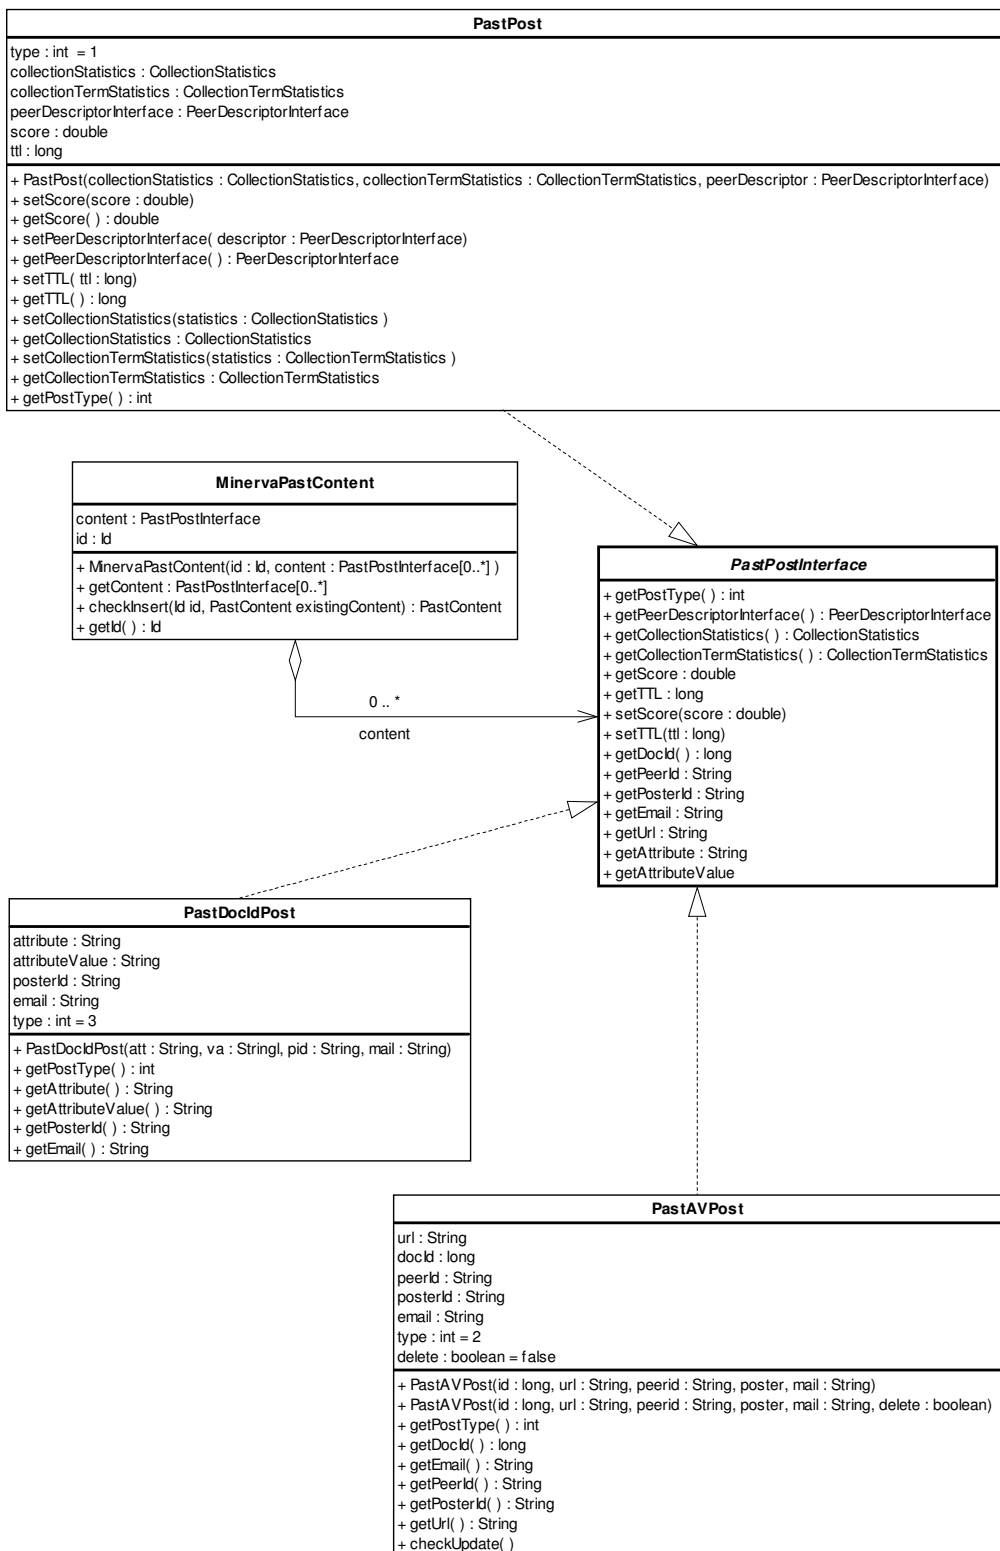 PastPost
type : int = 1
collectionStatistics : CollectionStatistics
collectionTermStatistics : CollectionTermStatistics
peerDescriptorInterface : PeerDescriptorInterface
score : double
ttl : long
+ PastPost(collectionStatistics : CollectionStatistics, collectionTermStatistics : CollectionTermStatistics, peerDescriptor : PeerDescriptorInterface)
+ setScore(score : double)
+ getScore( ) : double
+ setPeerDescriptorInterface( descriptor : PeerDescriptorInterface)
+ getPeerDescriptorInterface( ) : PeerDescriptorInterface
+ setTTL( ttl : long)
+ getTTL( ) : long
+ setCollectionStatistics(statistics : CollectionStatistics )
+ getCollectionStatistics : CollectionStatistics
+ setCollectionTermStatistics(statistics : CollectionTermStatistics )
+ getCollectionTermStatistics : CollectionTermStatistics
+ getPostType( ) : int
MinervaPastContent
content : PastPostInterface
id : Id
+ MinervaPastContent(id : Id, content : PastPostInterface[0..*] )
+ getContent : PastPostInterface[0..*]
+ checkInsert(Id id, PastContent existingContent) : PastContent
+ getId( ) : Id
0 .. *
content
PastPostInterface
+ getPostType( ) : int
+ getPeerDescriptorInterface( ) : PeerDescriptorInterface
+ getCollectionStatistics( ) : CollectionStatistics
+ getCollectionTermStatistics( ) : CollectionTermStatistics
+ getScore : double
+ getTTL : long
+ setScore(score : double)
+ setTTL(ttl : long)
+ getDocId( ) : long
+ getPeerId : String
+ getPosterId : String
+ getEmail : String
+ getUrl : String
+ getAttribute : String
+ getAttributeValue
PastDocIdPost
attribute : String
attributeValue : String
posterId : String
email : String
type : int = 3
+ PastDocIdPost(att : String, va : Stringl, pid : String, mail : String)
+ getPostType( ) : int
+ getAttribute( ) : String
+ getAttributeValue( ) : String
+ getPosterId( ) : String
+ getEmail( ) : String
PastAVPost
url : String
docId : long
peerId : String
posterId : String
email : String
type : int = 2
delete : boolean = false
+ PastAVPost(id : long, url : String, peerid : String, poster, mail : String)
+ PastAVPost(id : long, url : String, peerid : String, poster, mail : String, delete : boolean)
+ getPostType( ) : int
+ getDocId( ) : long
+ getEmail( ) : String
+ getPeerId( ) : String
+ getPosterId( ) : String
+ getUrl( ) : String
+ checkUpdate( )